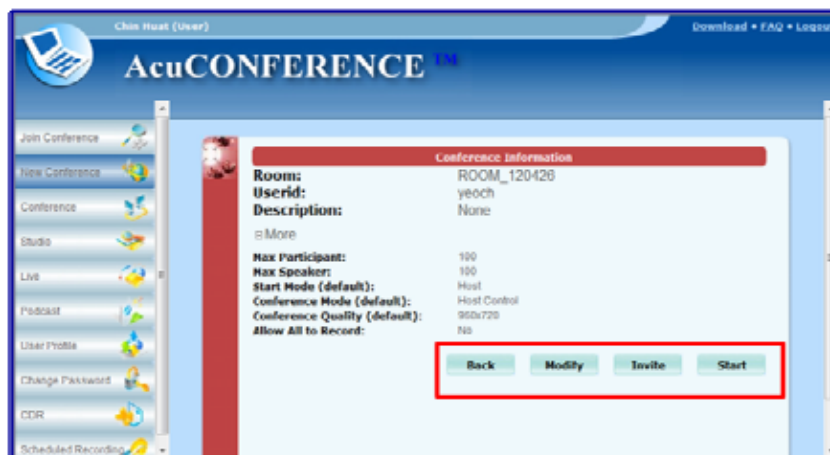 Chin Huat (User)
Download • FAQ • Logout
AcuCONFERENCE TM
Join Conference
New Conference
Conference
Studio
Live
Podcast
User Profile
Change Password
CDR
Scheduled Recording
Conference Information
Room: ROOM_120426
Userid: yeoch
Description: None
More
Max Participant: 100
Max Speaker: 100
Start Mode (default): Host
Conference Mode (default): Host Control
Conference Quality (default): 960x720
Allow All to Record: No
Back Modify Invite Start